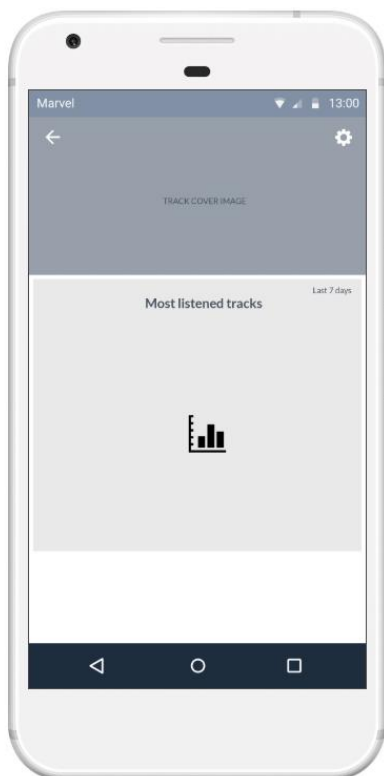 Marvel 13:00
TRACK COVER IMAGE
Last 7 days
Most listened tracks